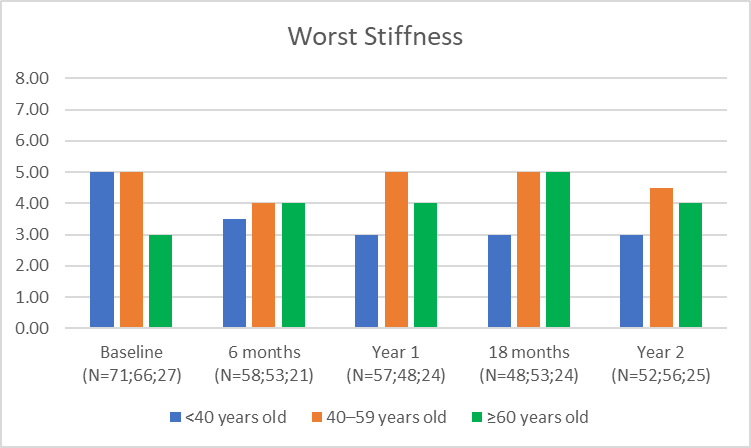 Worst Stiffness
8.00
7.00
6.00
5.00
4.00
3.00
2.00
1.00
0.00
Baseline 6 months Year 1 18 months Year 2
(N=71;66;27) (N=58;53;21) (N=57;48;24) (N=48;53;24) (N=52;56;25)
<40 years old 40–59 years old ≥60 years old